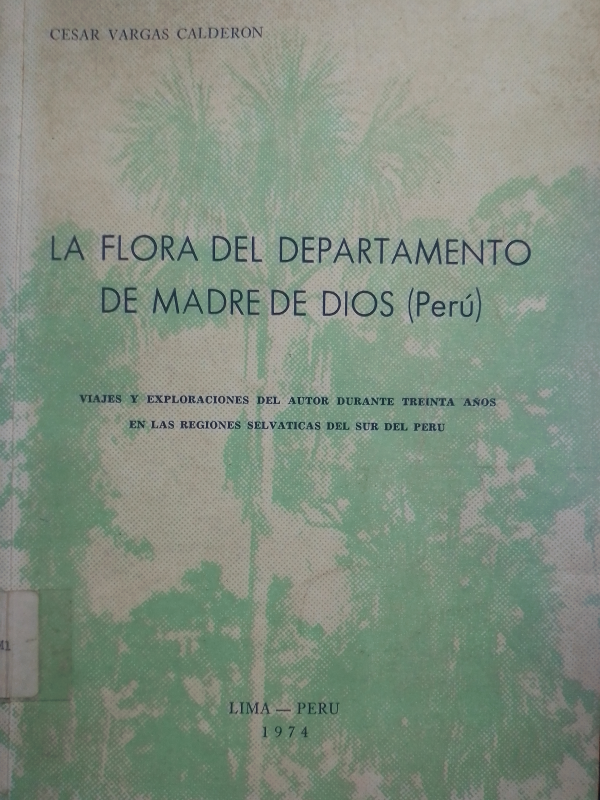 CESAR VARGAS CALDERON
LA FLORA DEL DEPARTAMENTO
DE MADRE DE DIOS (Perú)
VIAJES Y EXPLORACIONES DEL AUTOR DURANTE TREINTA AÑOS
EN LAS REGIONES SELVATICAS DEL SUR DEL PERU
LIMA — PERU
1974